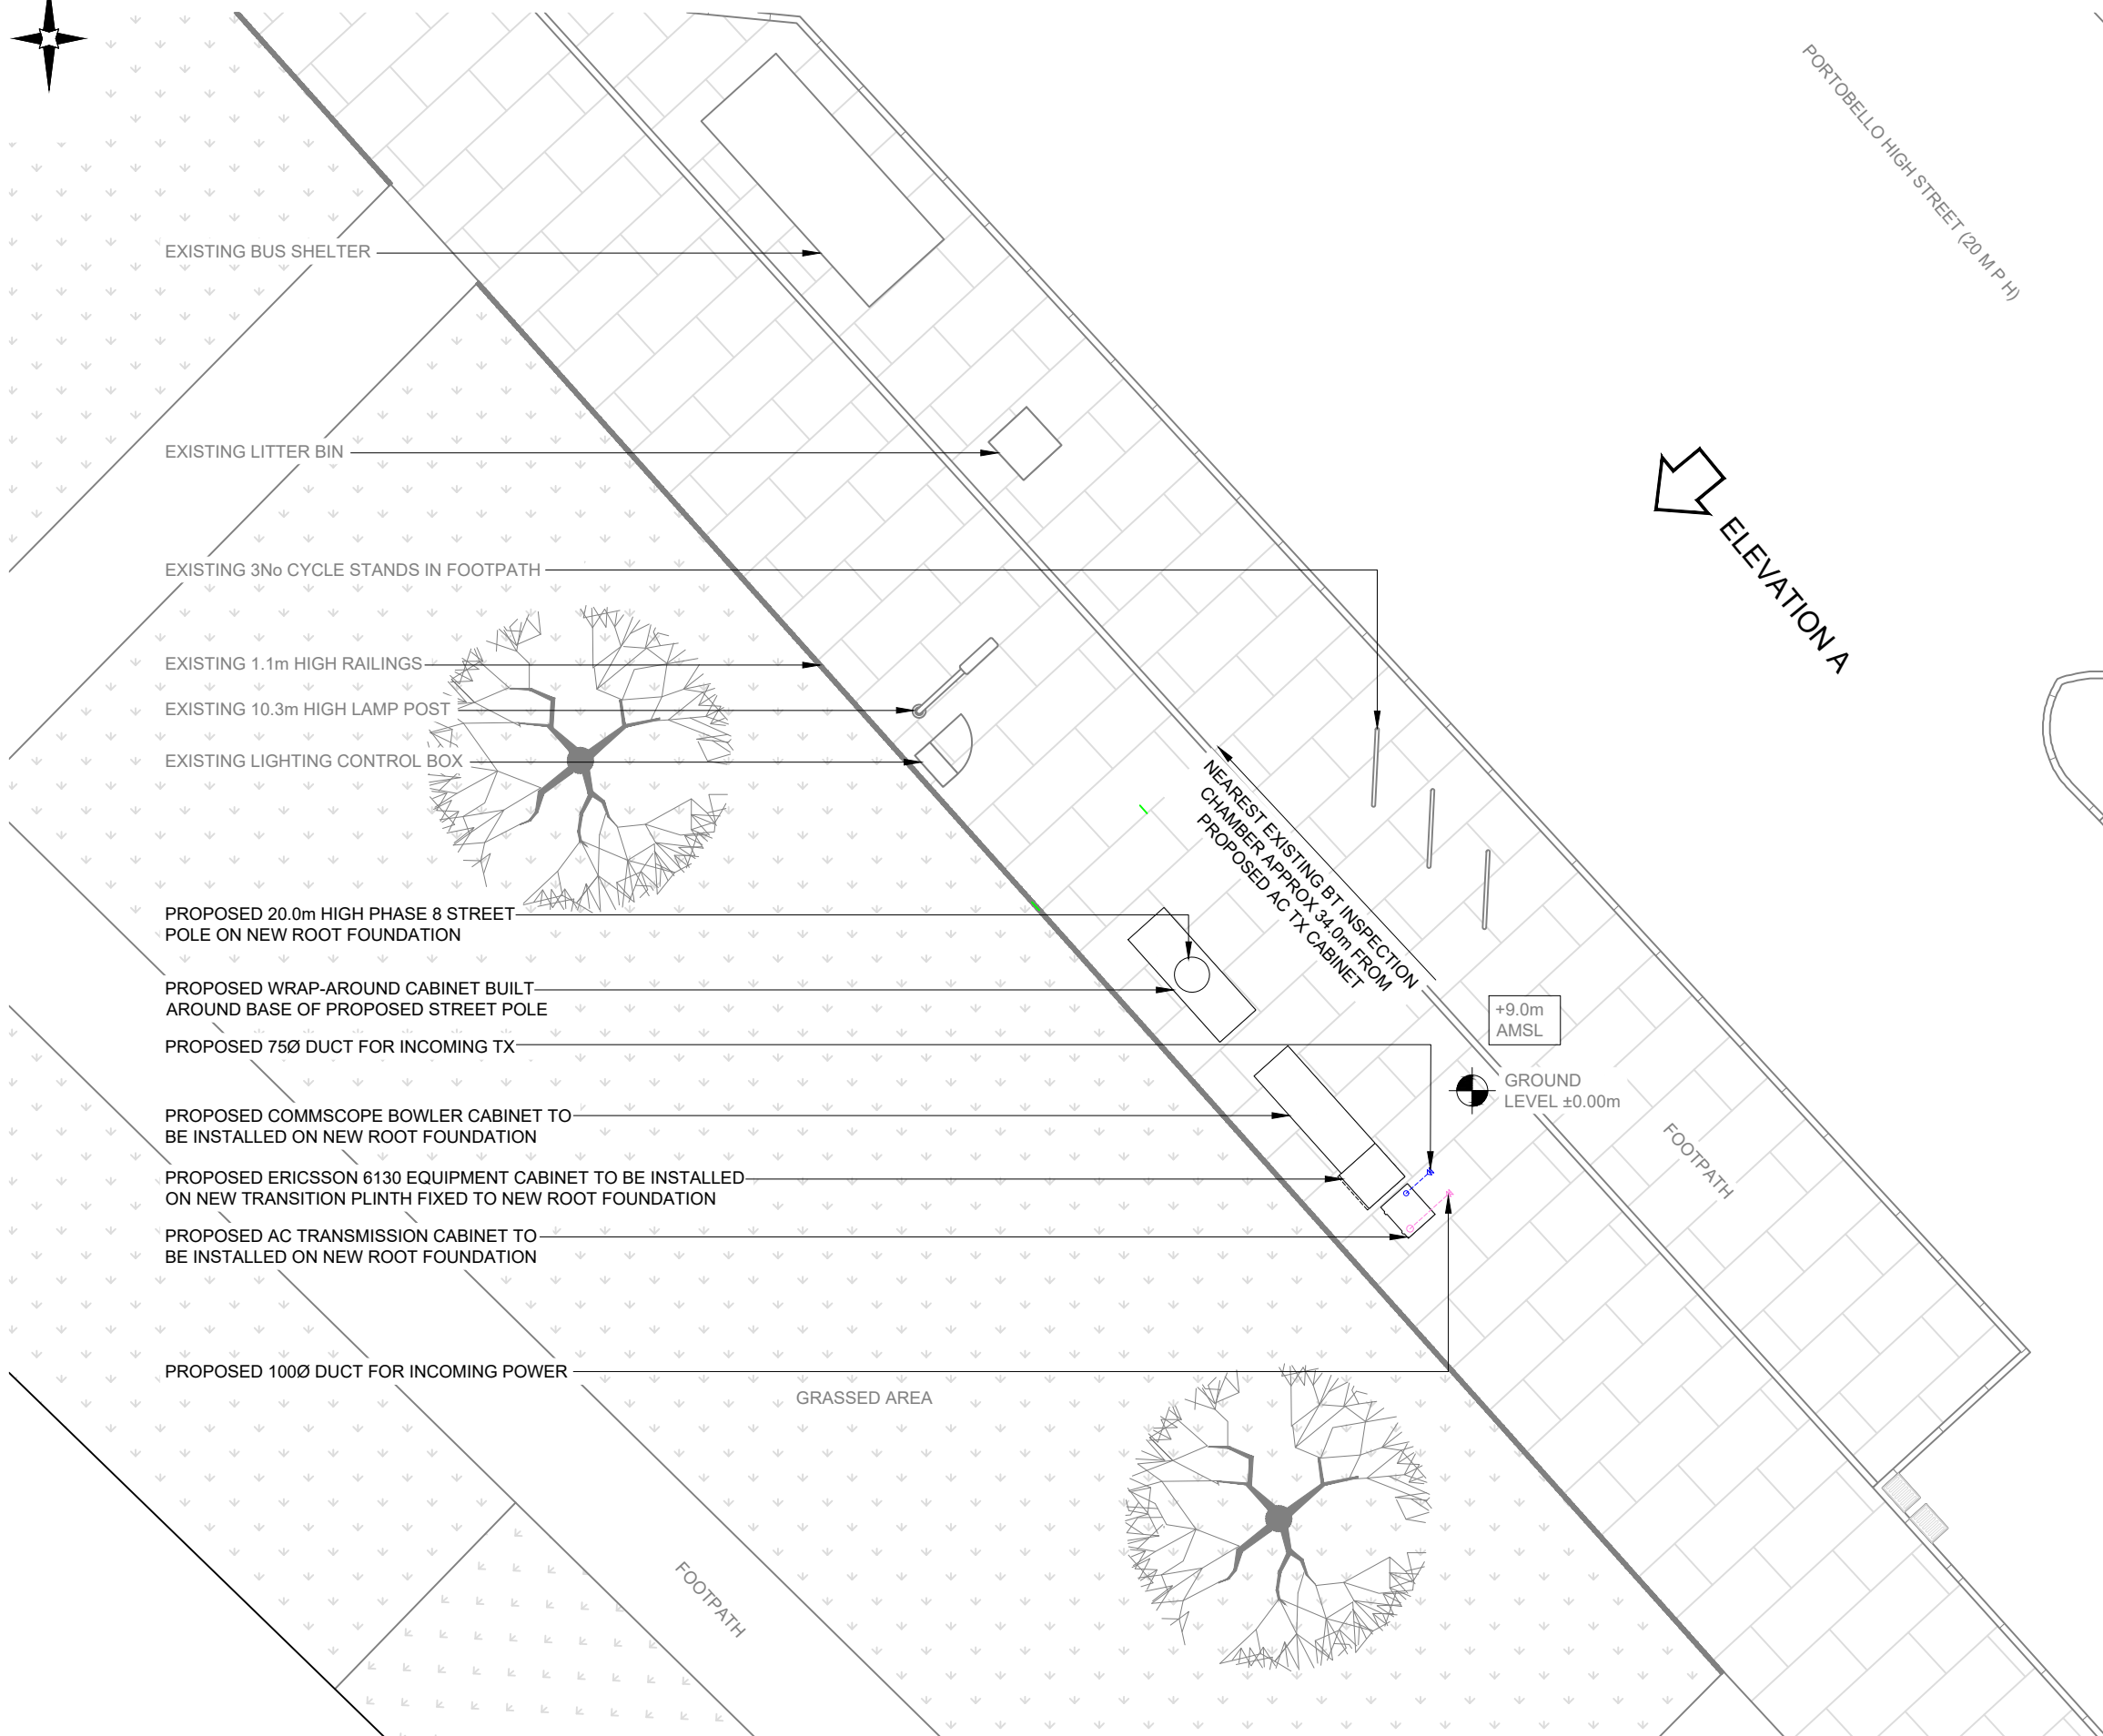 PORTOBELLO HIGH STREET (20 M P H)
EXISTING BUS SHELTER
EXISTING LITTER BIN
ELEVATION A
EXISTING 3No CYCLE STANDS IN FOOTPATH
EXISTING 1.1m HIGH RAILINGS
EXISTING 10.3m HIGH LAMP POST
EXISTING LIGHTING CONTROL BOX
NEAREST EXISTING BT INSPECTION
CHAMBER APPROX 34.0m FROM
PROPOSED AC TX CABINET
PROPOSED 20.0m HIGH PHASE 8 STREET
POLE ON NEW ROOT FOUNDATION
PROPOSED WRAP-AROUND CABINET BUILT
AROUND BASE OF PROPOSED STREET POLE
+9.0m
AMSL
PROPOSED 75Ø DUCT FOR INCOMING TX
GROUND
LEVEL ±0.00m
PROPOSED COMMSCOPE BOWLER CABINET TO
BE INSTALLED ON NEW ROOT FOUNDATION
FOOTPATH
PROPOSED ERICSSON 6130 EQUIPMENT CABINET TO BE INSTALLED
ON NEW TRANSITION PLINTH FIXED TO NEW ROOT FOUNDATION
PROPOSED AC TRANSMISSION CABINET TO
BE INSTALLED ON NEW ROOT FOUNDATION
PROPOSED 100Ø DUCT FOR INCOMING POWER
GRASSED AREA
FOOTPATH